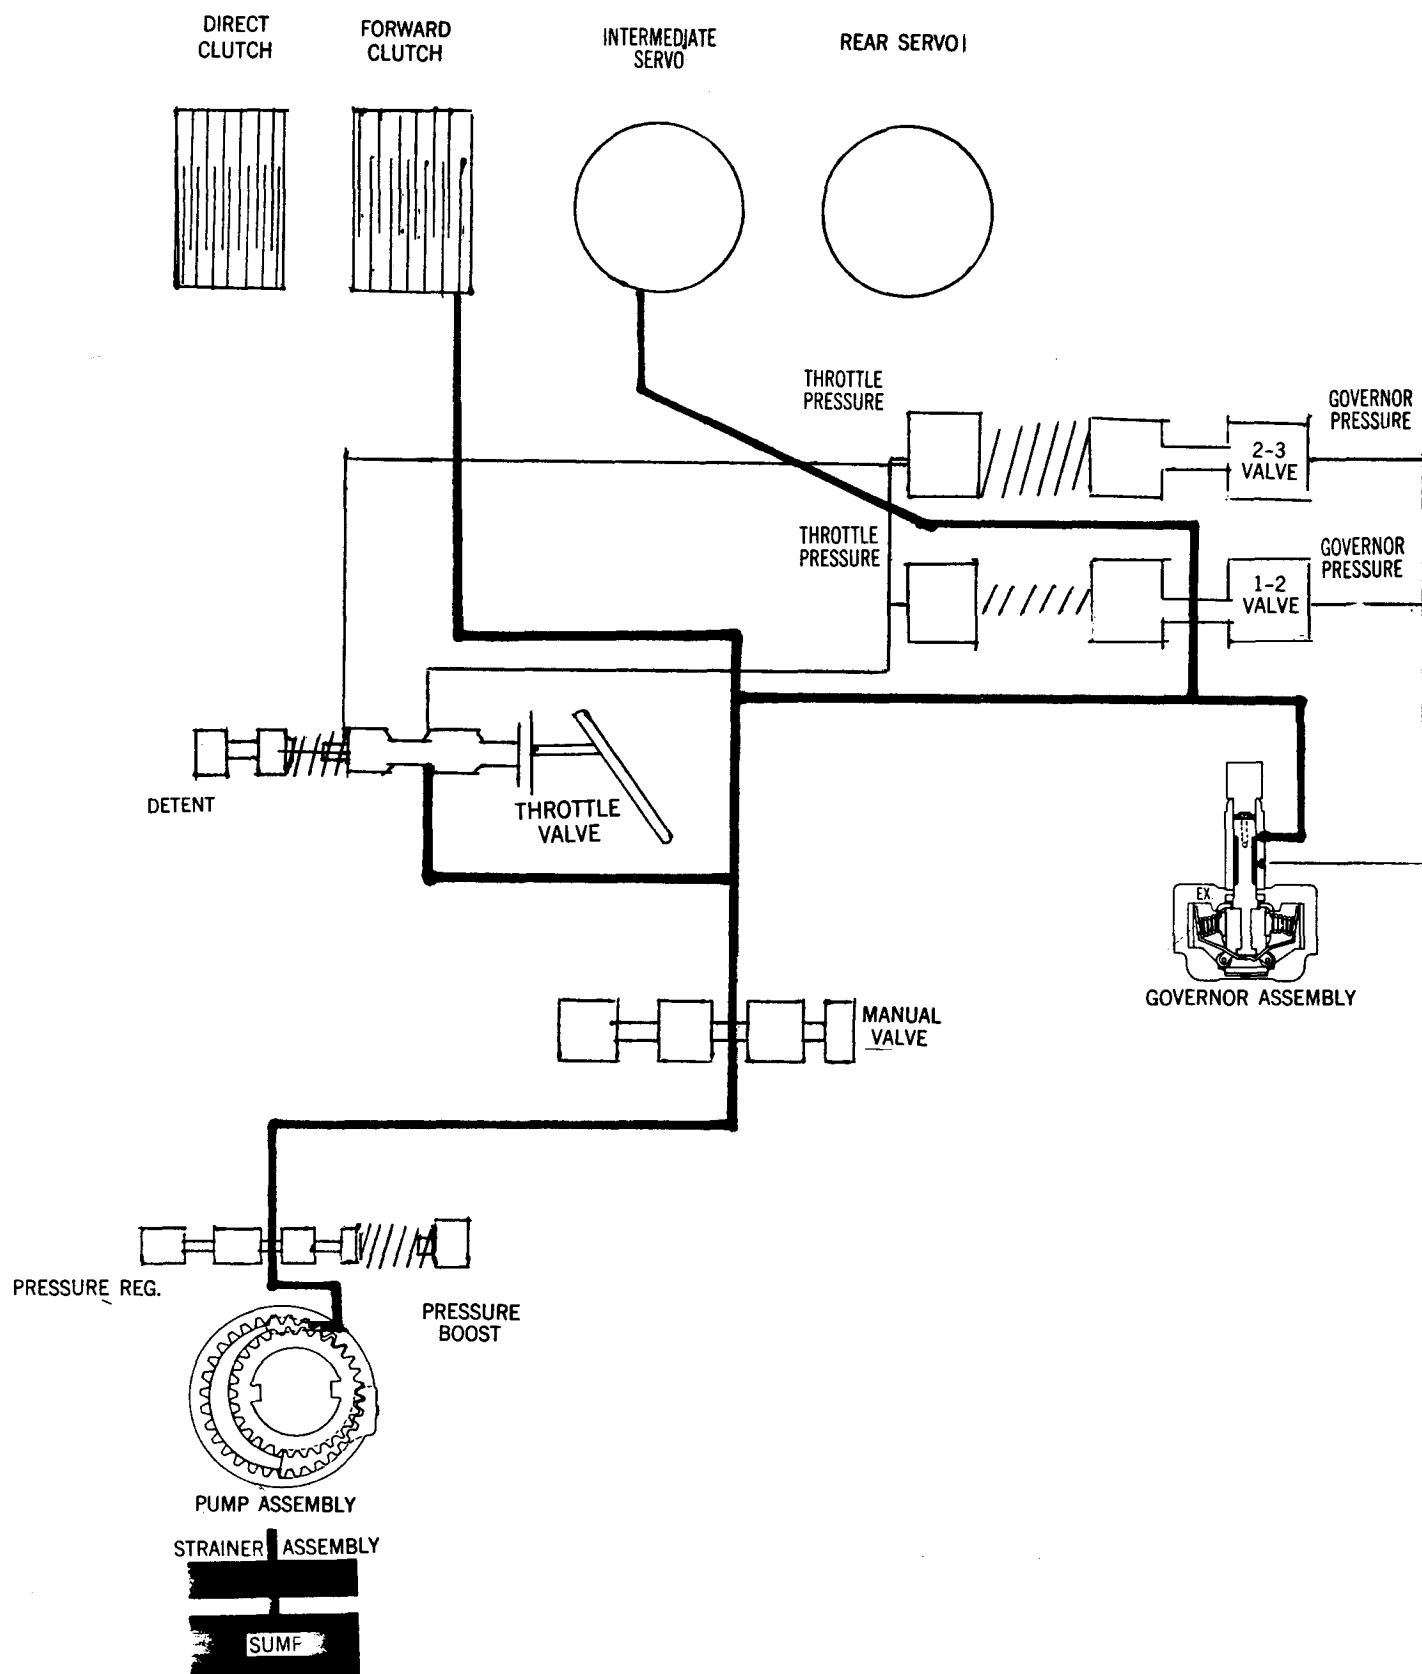 DIRECT
CLUTCH
FORWARD
CLUTCH
INTERMEDIATE
SERVO
REAR SERVO
THROTTLE
PRESSURE
GOVERNOR
PRESSURE
2-3
VALVE
THROTTLE
PRESSURE
GOVERNOR
PRESSURE
1-2
VALVE
DETENT
THROTTLE
VALVE
EX.
GOVERNOR ASSEMBLY
MANUAL
VALVE
PRESSURE REG.
PRESSURE
BOOST
PUMP ASSEMBLY
STRAINER ASSEMBLY
SUMP